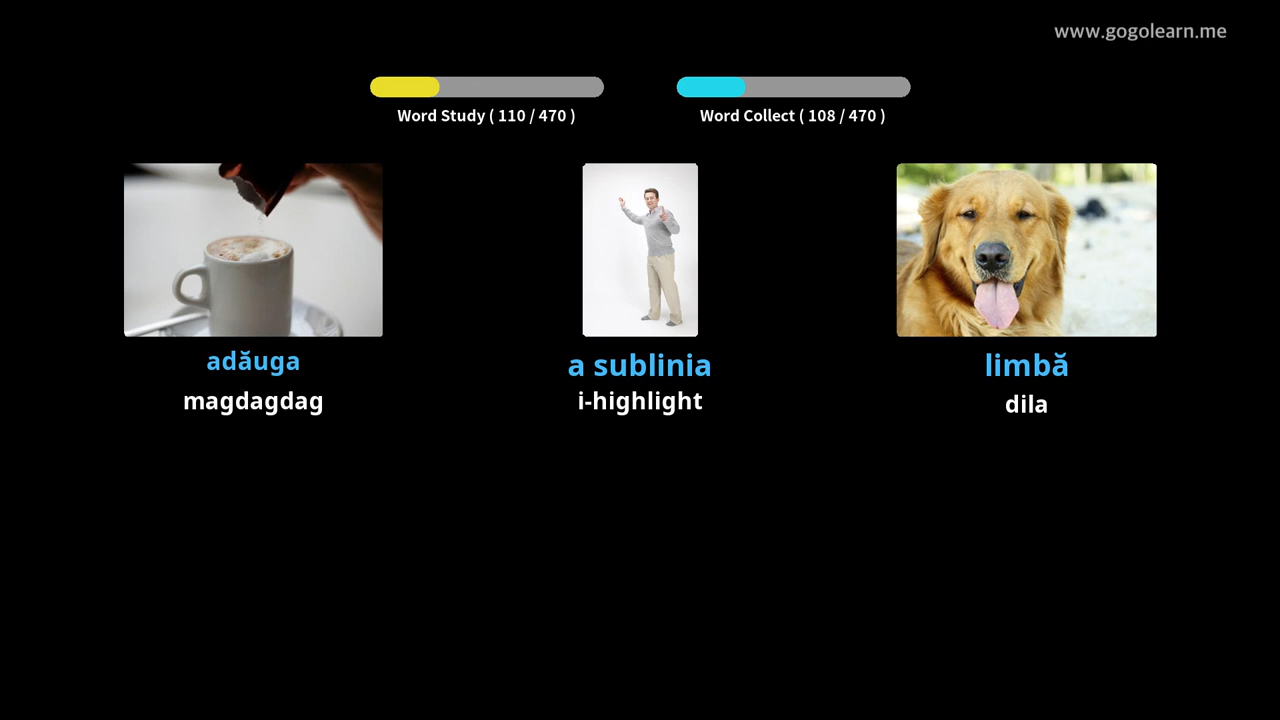 www.gogolearn.me
Word Study ( 110 / 470 )
Word Collect ( 108 / 470 )
adăuga
magdagdag
a sublinia
i-highlight
limbă
dila